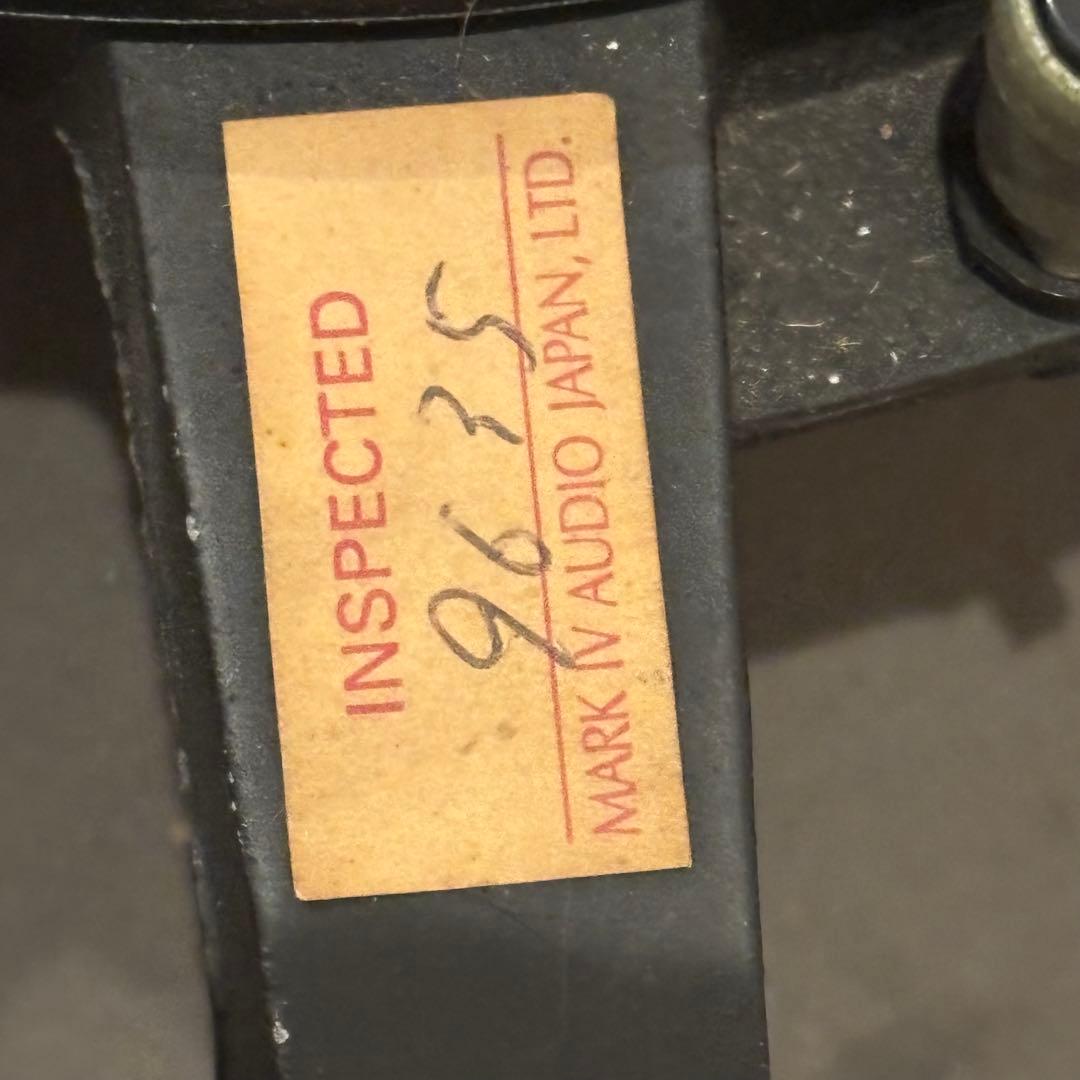 INSPECTED
9635
MARK IV AUDIO JAPAN, LTD.